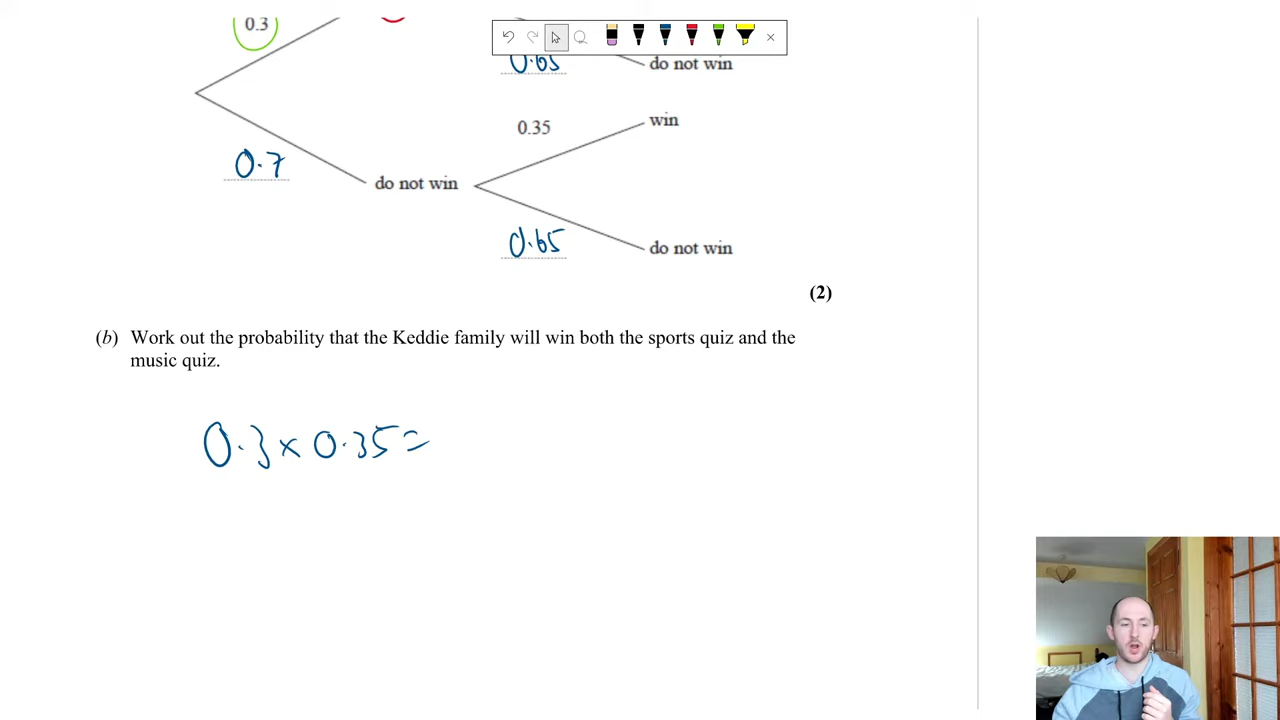 0.3
0.65
do not win
0.35
win
0.7
do not win
0.65
do not win
(2)
(b) Work out the probability that the Keddie family will win both the sports quiz and the
music quiz.
0.3 × 0.35 =